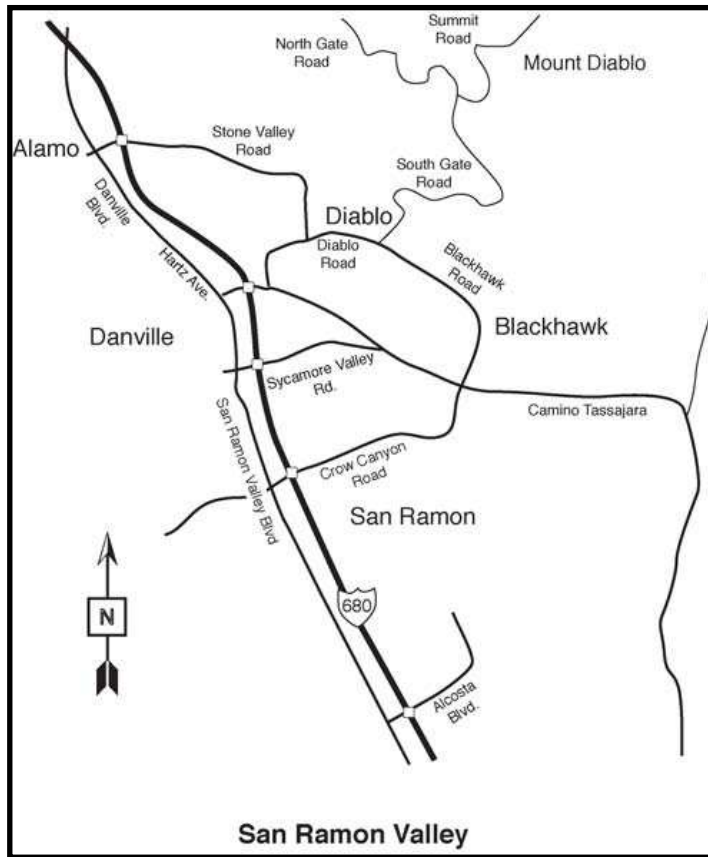 Summit
Road
North Gate
Road
Mount Diablo
Stone Valley
Road
Alamo
South Gate
Road
Danville
Blvd.
Diablo
Diablo
Road
Blackhawk
Road
Hartz Ave.
Blackhawk
Danville
Sycamore Valley
Rd.
Camino Tassajara
San Ramon Valley Blvd
Crow Canyon
Road
San Ramon
680
N
Alcosta
Blvd.
San Ramon Valley